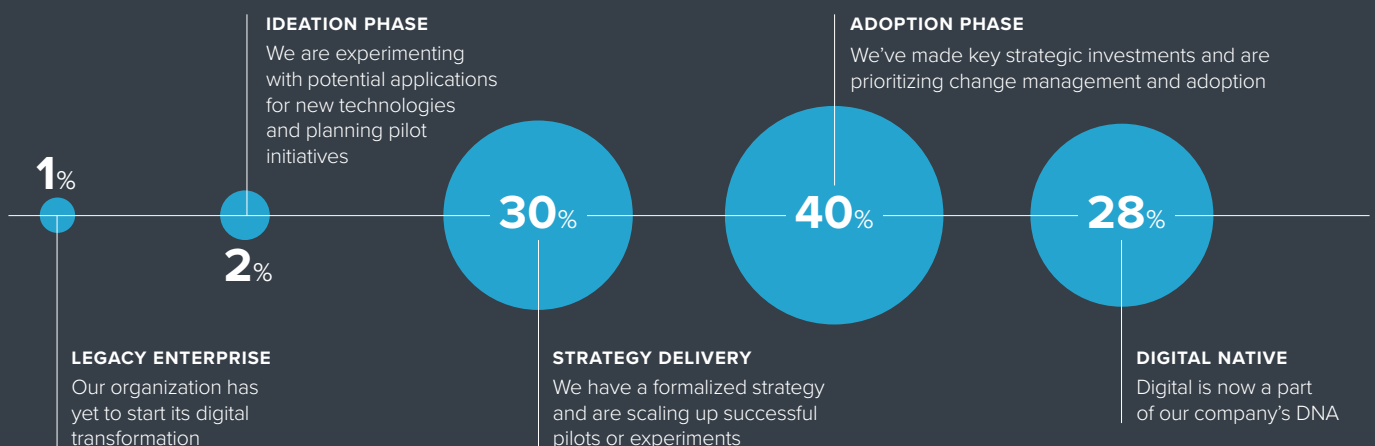 IDEATION PHASE
We are experimenting
with potential applications
for new technologies
and planning pilot
initiatives
ADOPTION PHASE
We’ve made key strategic investments and are
prioritizing change management and adoption
1%
2%
30%
40%
28%
LEGACY ENTERPRISE
Our organization has
yet to start its digital
transformation
STRATEGY DELIVERY
We have a formalized strategy
and are scaling up successful
pilots or experiments
DIGITAL NATIVE
Digital is now a part
of our company’s DNA